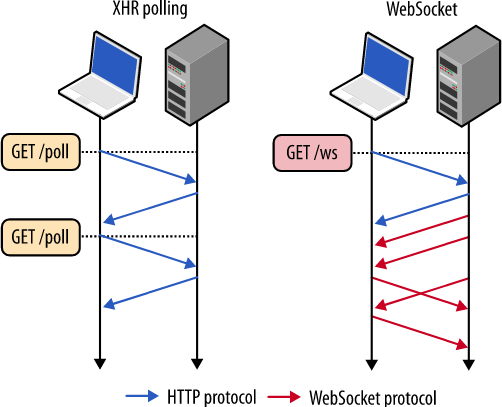 XHR polling
WebSocket
GET /poll
GET /ws
GET /poll
HTTP protocol
WebSocket protocol